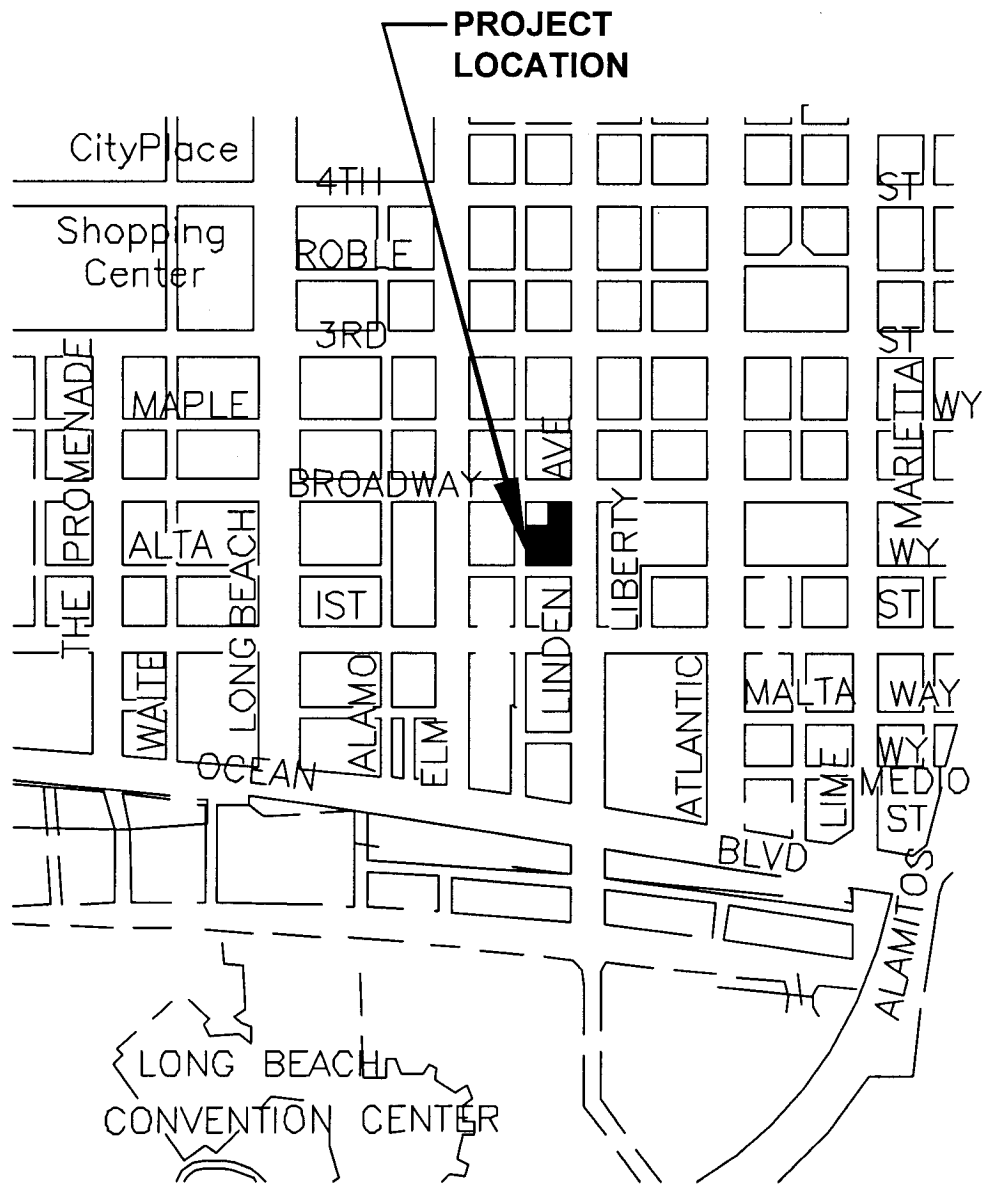 PROJECT
LOCATION
CityPlace
4TH
ST
Shopping
Center
ROBLE
3RD
ST
THE PROMENADE
MAPLE
WY
MARIETTA
AVE
BROADWAY
ALTA
WY
LONG BEACH
LIBERTY
IST
ST
LINDEN
WAITE
ALAMO
ELM
ATLANTIC
MALTA
WAY
WY
LIME
MEDIO
ST
OCEAN
BLVD
ALAMITOS
LONG BEACH
CONVENTION CENTER